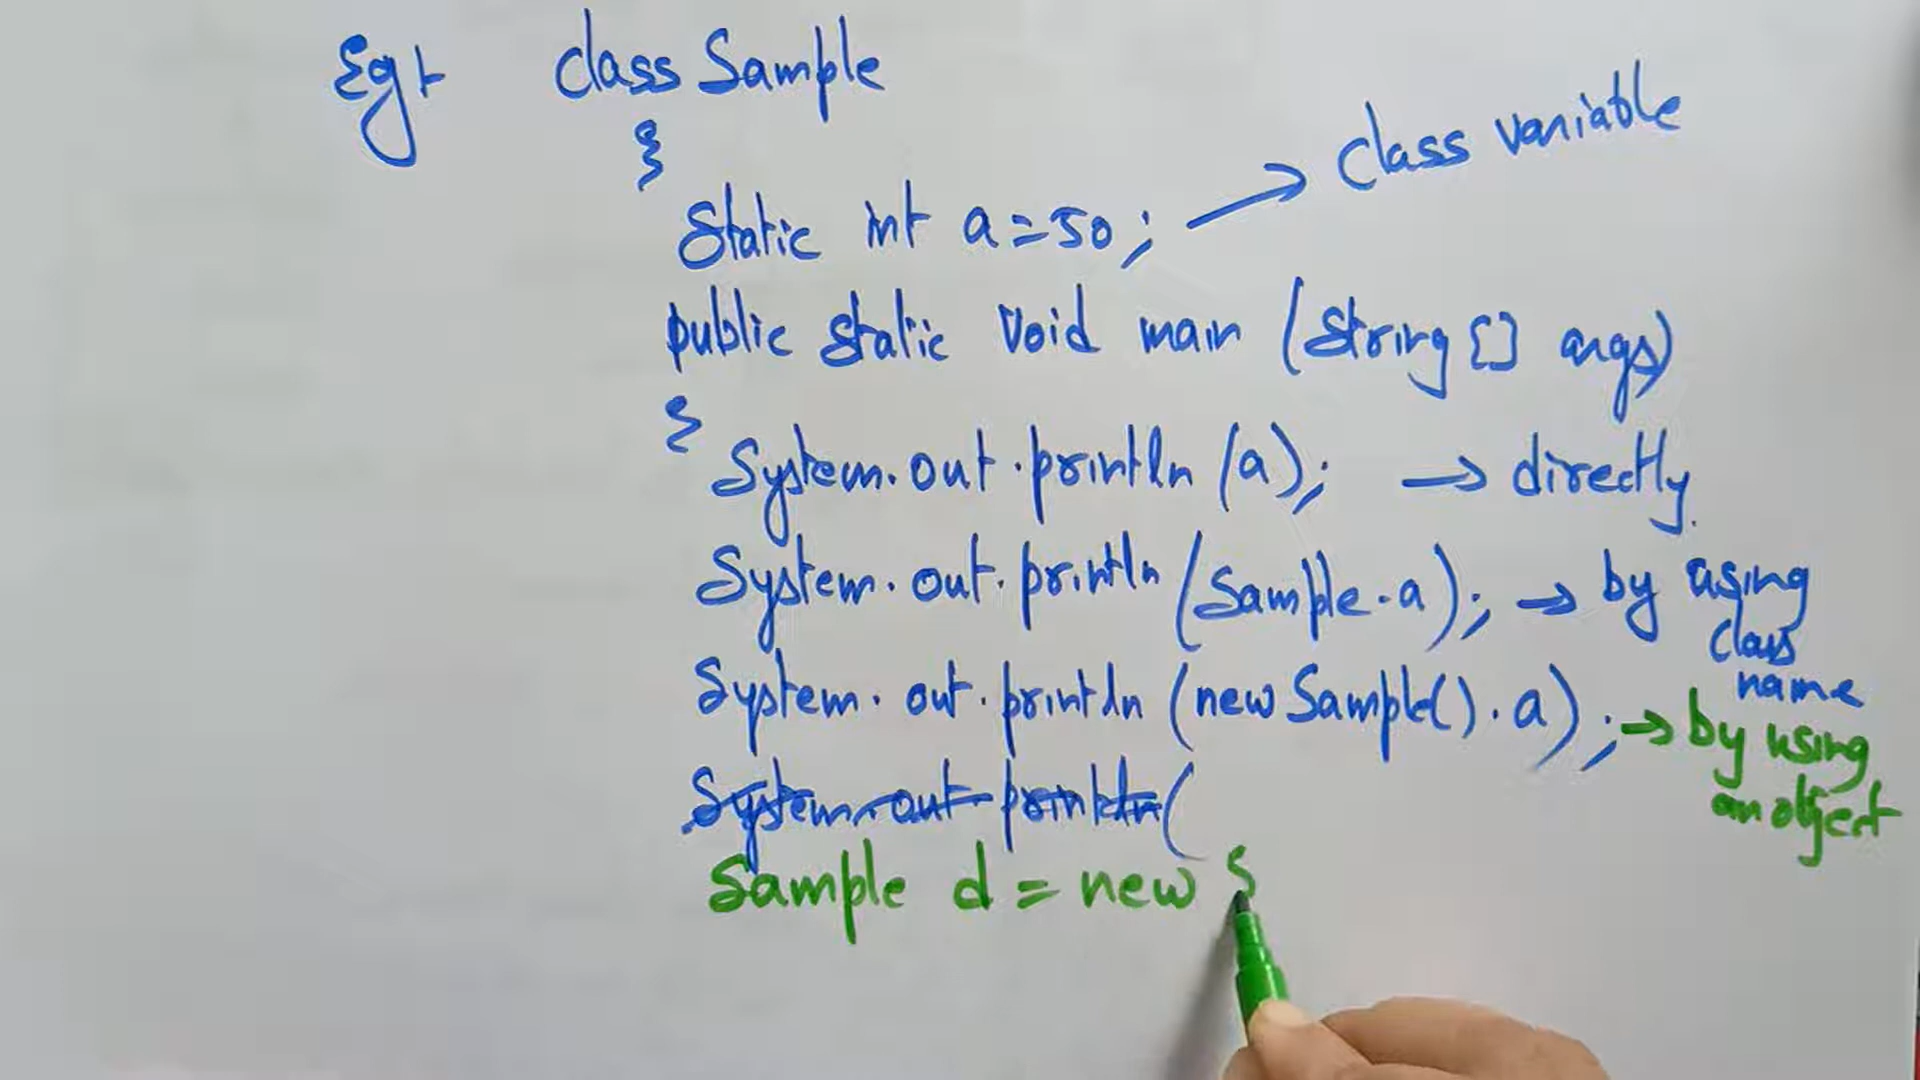 Eg:- class Sample
{
Static int a=50; → class variable
public static void main (String[] args)
{
System.out.println(a); → directly.
System.out.println(Sample.a); → by using class name
System.out.println(new Sample().a); → by using an object
System.out.println(
Sample d = new S